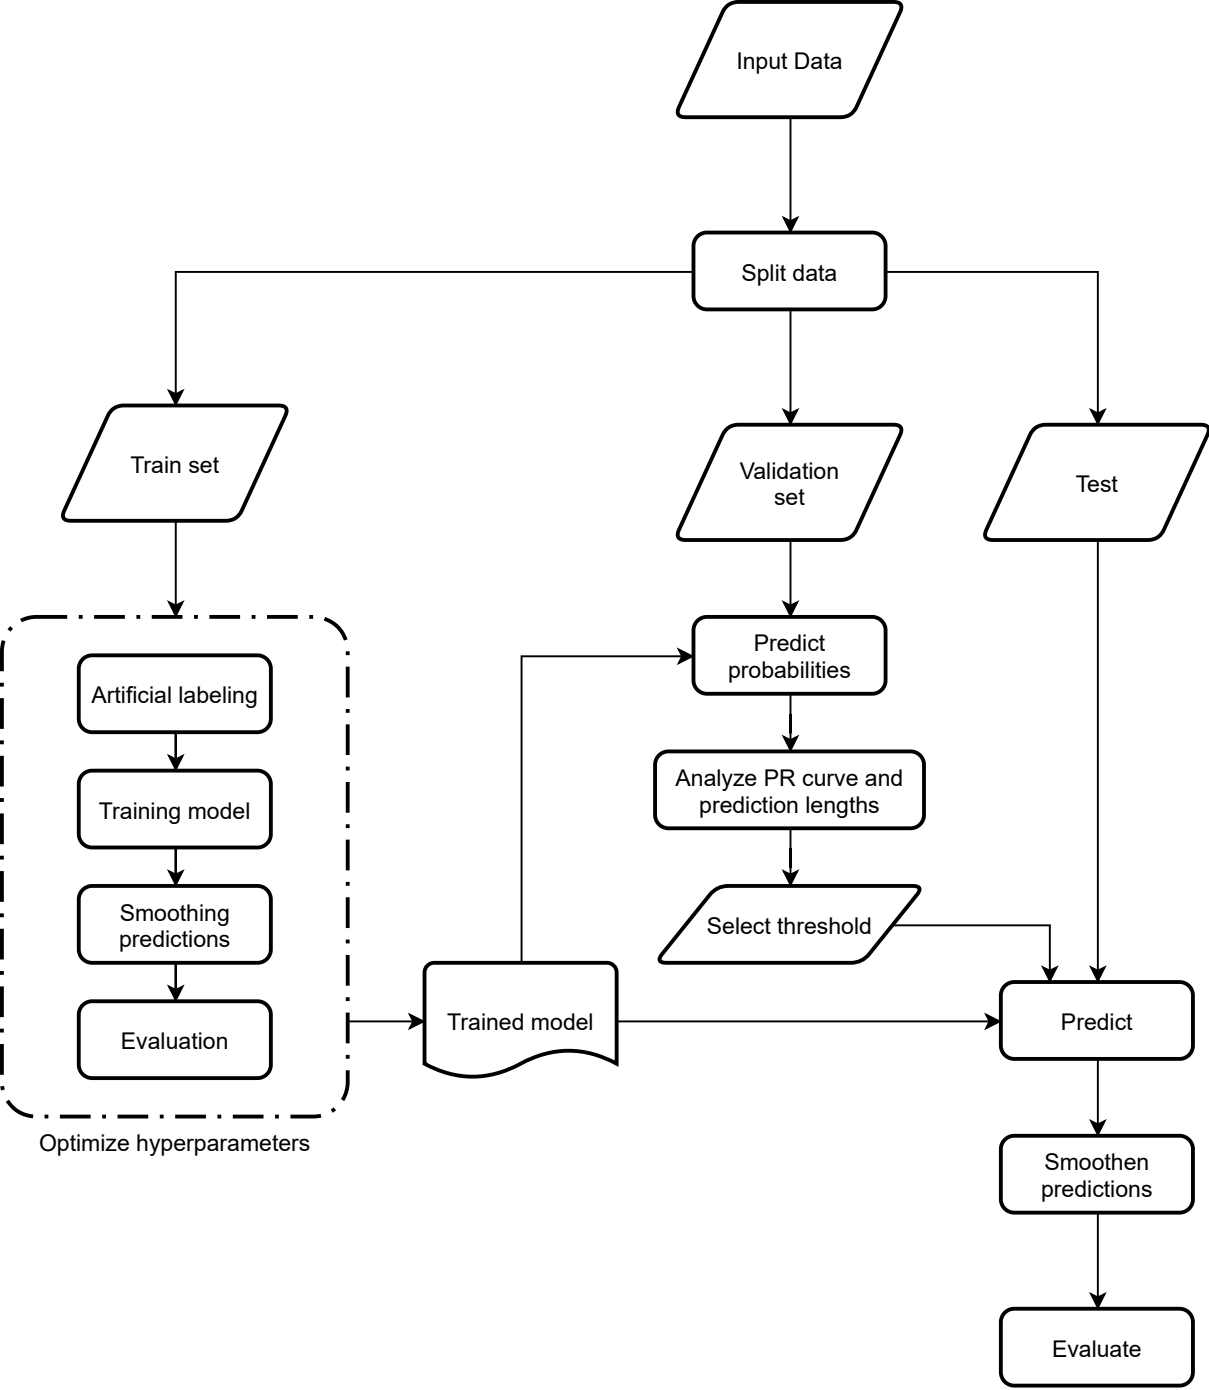 Input Data
Split data
Train set
Validation
set
Test
Predict
probabilities
Artificial labeling
Analyze PR curve and
prediction lengths
Training model
Smoothing
predictions
Select threshold
Evaluation
Trained model
Predict
Optimize hyperparameters
Smoothen
predictions
Evaluate